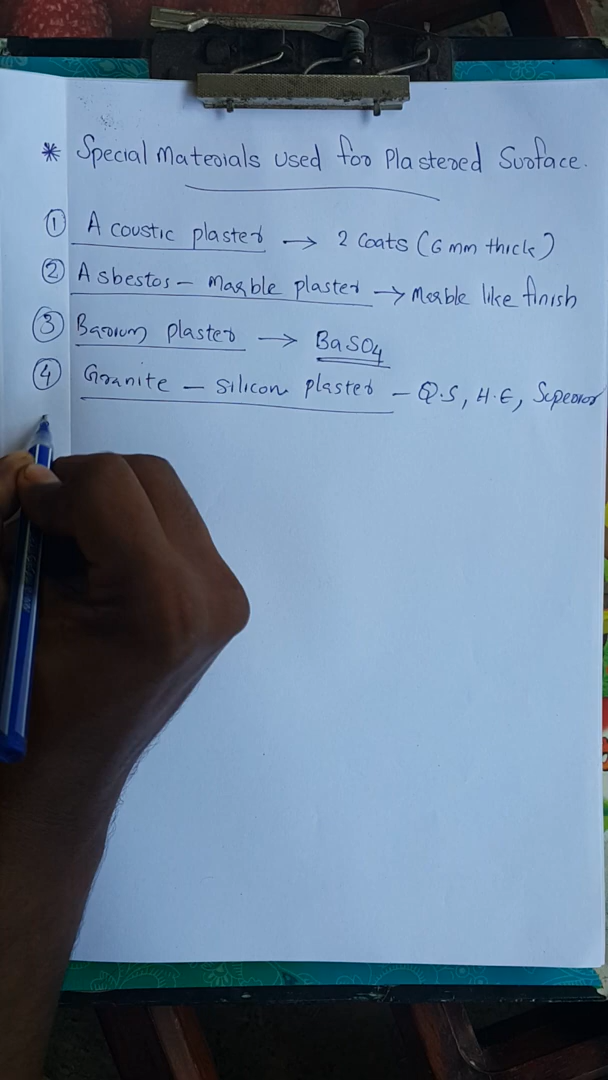 * Special Materials Used for Plastered Surface.
① Acoustic plaster → 2 Coats (6 mm thick)
② Asbestos - Marble plaster → Marble like finish
③ Barium plaster → BaSO4
④ Granite - Silicon plaster - Q.S, H.E, Superior